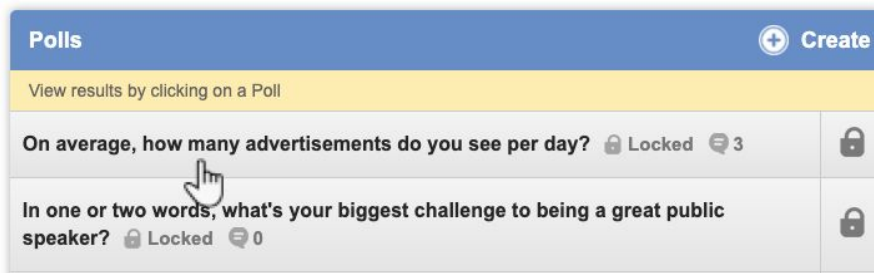 Polls
Create
View results by clicking on a Poll
On average, how many advertisements do you see per day? Locked 3
In one or two words, what's your biggest challenge to being a great public
speaker? Locked 0